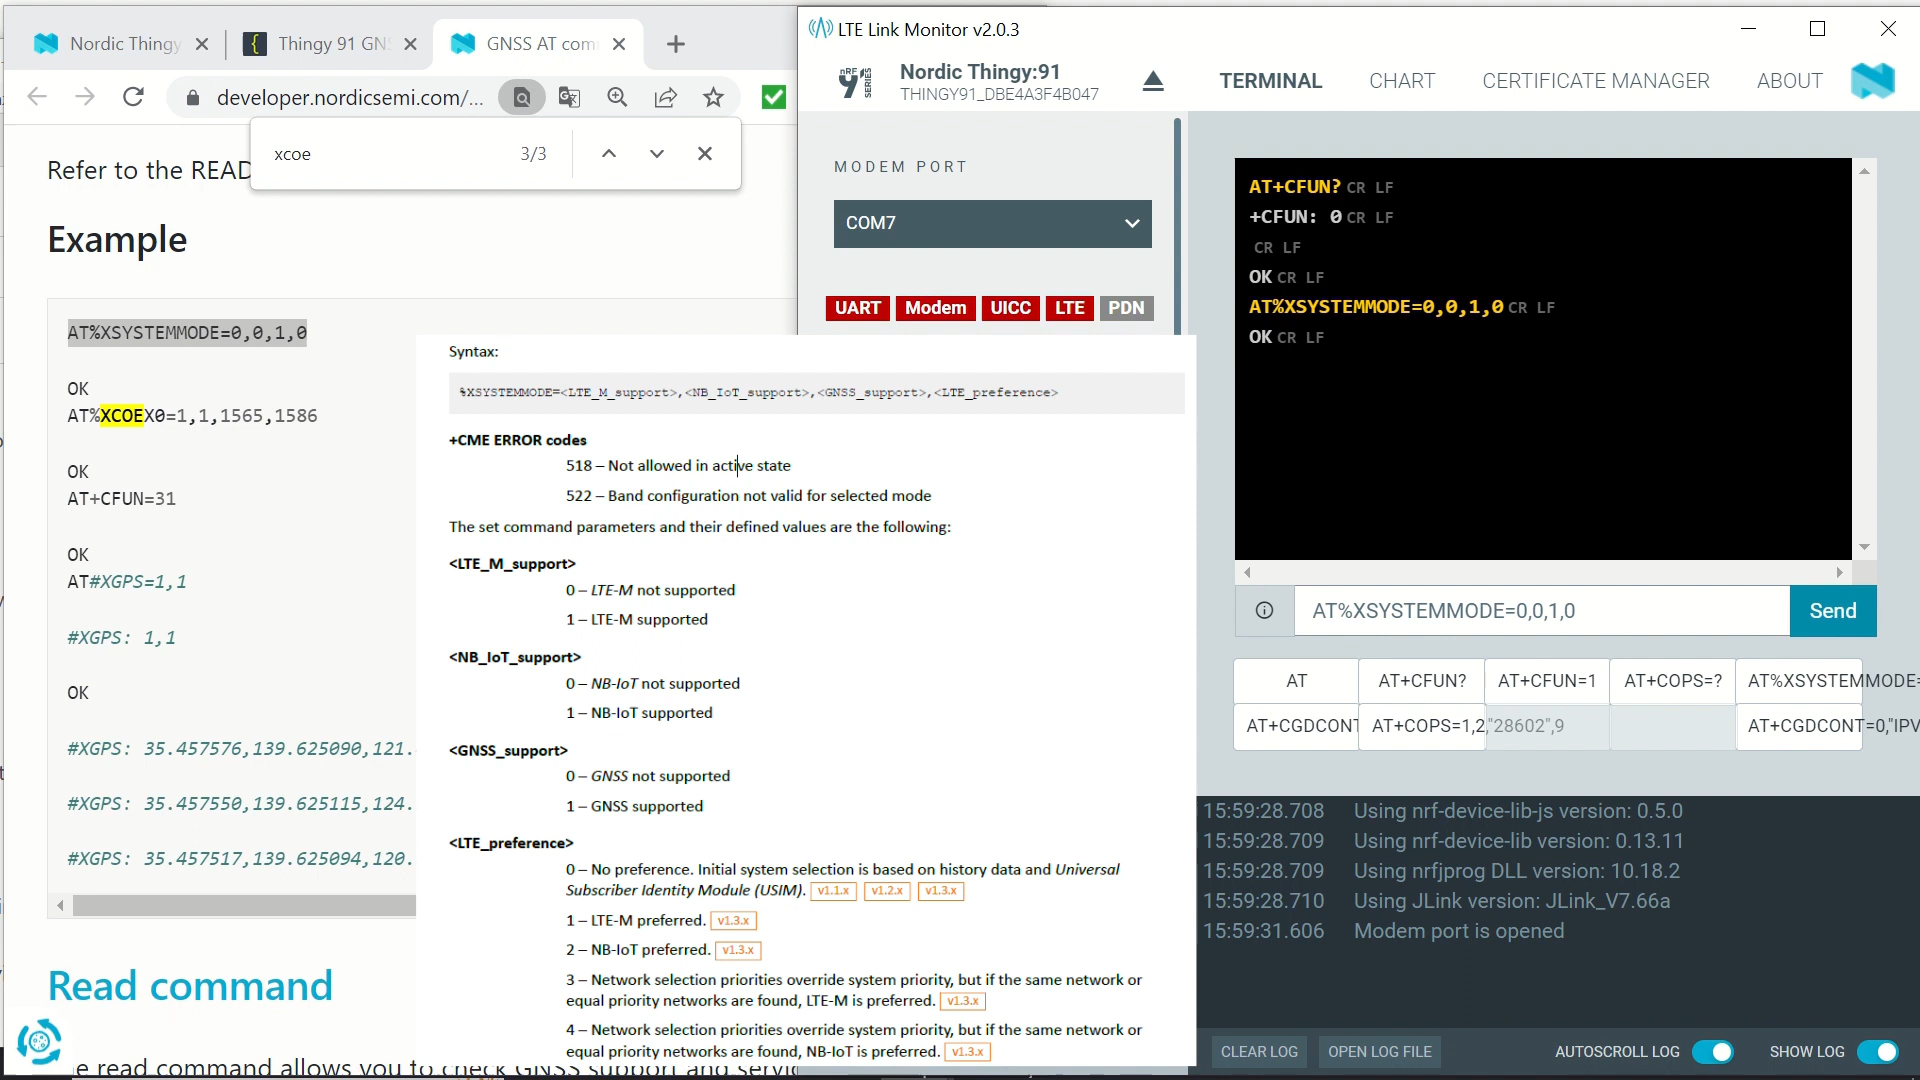 Nordic Thingy
Thingy 91 GNS
GNSS AT com
developer.nordicsemi.com/...
xcoe
3/3
Refer to the READ
Example
AT%XSYSTEMMODE=0,0,1,0
OK
AT%XCOEX0=1,1,1565,1586
OK
AT+CFUN=31
OK
AT#XGPS=1,1
#XGPS: 1,1
OK
#XGPS: 35.457576,139.625090,121.
#XGPS: 35.457550,139.625115,124.
#XGPS: 35.457517,139.625094,120.
Read command
e read command allows you to check GNSS support and servic
Syntax:
%XSYSTEMMODE=<LTE_M_support>,<NB_IoT_support>,<GNSS_support>,<LTE_preference>
+CME ERROR codes
518 – Not allowed in active state
522 – Band configuration not valid for selected mode
The set command parameters and their defined values are the following:
<LTE_M_support>
0 – LTE-M not supported
1 – LTE-M supported
<NB_IoT_support>
0 – NB-IoT not supported
1 – NB-IoT supported
<GNSS_support>
0 – GNSS not supported
1 – GNSS supported
<LTE_preference>
0 – No preference. Initial system selection is based on history data and Universal
Subscriber Identity Module (USIM). v1.1.x v1.2.x v1.3.x
1 – LTE-M preferred. v1.3.x
2 – NB-IoT preferred. v1.3.x
3 – Network selection priorities override system priority, but if the same network or
equal priority networks are found, LTE-M is preferred. v1.3.x
4 – Network selection priorities override system priority, but if the same network or
equal priority networks are found, NB-IoT is preferred. v1.3.x
LTE Link Monitor v2.0.3
nRF 91 SERIES
Nordic Thingy:91
THINGY91_DBE4A3F4B047
TERMINAL
CHART
CERTIFICATE MANAGER
ABOUT
MODEM PORT
COM7
UART Modem UICC LTE PDN
AT+CFUN? CR LF
+CFUN: 0 CR LF
CR LF
OK CR LF
AT%XSYSTEMMODE=0,0,1,0 CR LF
OK CR LF
AT%XSYSTEMMODE=0,0,1,0
Send
AT AT+CFUN? AT+CFUN=1 AT+COPS=? AT%XSYSTEMMODE=
AT+CGDCONT AT+COPS=1,2,"28602",9 AT+CGDCONT=0,"IPV
15:59:28.708 Using nrf-device-lib-js version: 0.5.0
15:59:28.709 Using nrf-device-lib version: 0.13.11
15:59:28.709 Using nrfjprog DLL version: 10.18.2
15:59:28.710 Using JLink version: JLink_V7.66a
15:59:31.606 Modem port is opened
CLEAR LOG
OPEN LOG FILE
AUTOSCROLL LOG
SHOW LOG